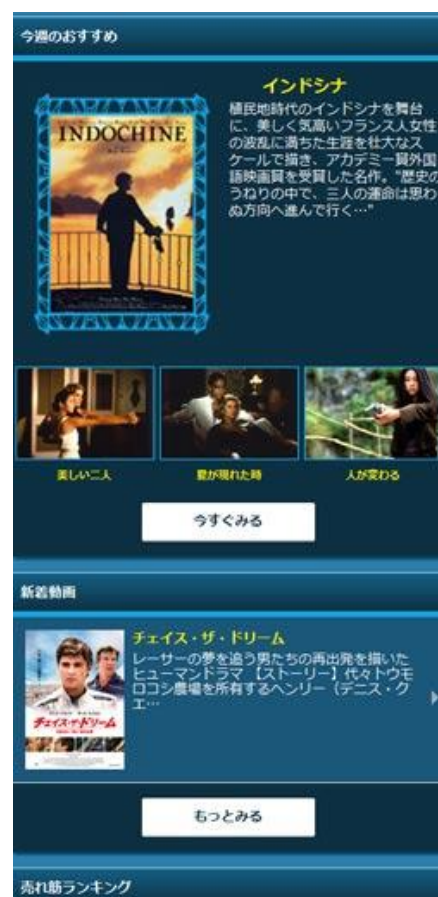 今週のおすすめ
INDOCHINE
インドシナ
植民地時代のインドシナを舞台
に、美しく気高いフランス人女性
の波乱に満ちた生涯を壮大なス
ケールで描き、アカデミー賞外国
語映画賞を受賞した名作。"歴史の
うねりの中で、三人の運命は思わ
ぬ方向へ進んで行く…"
美しい二人
愛が現れた時
人が変わる
今すぐみる
新着動画
チェイス・ザ・ドリーム
チェイス・ザ・ドリーム
レーサーの夢を追う男たちの再出発を描いた
ヒューマンドラマ 【ストーリー】代々トウモ
ロコシ農場を所有するヘンリー（デニス・ク
エ…
もっとみる
売れ筋ランキング